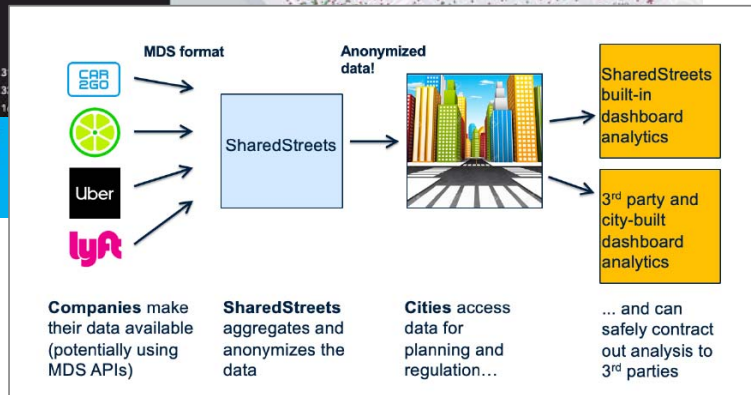 MDS format
Anonymized
data!
CAR
2GO
Uber
lyft
SharedStreets
SharedStreets
built-in
dashboard
analytics
3rd party and
city-built
dashboard
analytics
Companies make
their data available
(potentially using
MDS APIs)
SharedStreets
aggregates and
anonymizes the
data
Cities access
data for
planning and
regulation…
... and can
safely contract
out analysis to
3rd parties